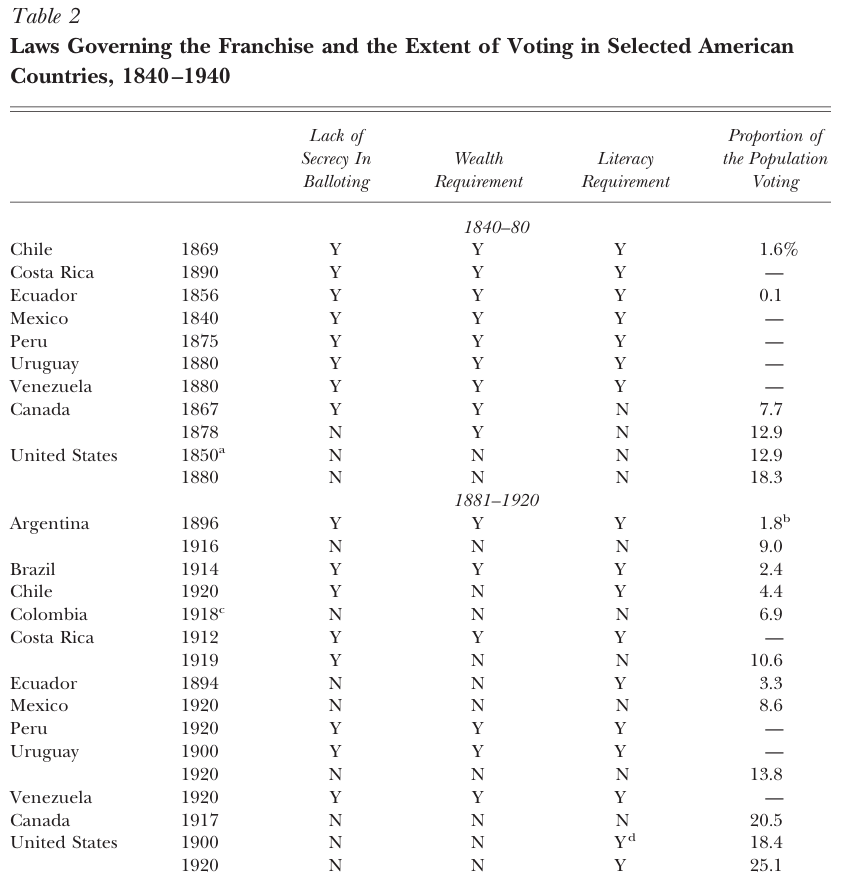 Table 2
Laws Governing the Franchise and the Extent of Voting in Selected American
Countries, 1840–1940
Lack of Secrecy In Balloting Wealth Requirement Literacy Requirement Proportion of the Population Voting
1840–80
Chile 1869 Y Y Y 1.6%
Costa Rica 1890 Y Y Y —
Ecuador 1856 Y Y Y 0.1
Mexico 1840 Y Y Y —
Peru 1875 Y Y Y —
Uruguay 1880 Y Y Y —
Venezuela 1880 Y Y Y —
Canada 1867 Y Y N 7.7
1878 N Y N 12.9
United States 1850a N N N 12.9
1880 N N N 18.3
1881–1920
Argentina 1896 Y Y Y 1.8b
1916 N N N 9.0
Brazil 1914 Y Y Y 2.4
Chile 1920 Y N Y 4.4
Colombia 1918c N N N 6.9
Costa Rica 1912 Y Y Y —
1919 Y N N 10.6
Ecuador 1894 N N Y 3.3
Mexico 1920 N N N 8.6
Peru 1920 Y Y Y —
Uruguay 1900 Y Y Y —
1920 N N N 13.8
Venezuela 1920 Y Y Y —
Canada 1917 N N N 20.5
United States 1900 N N Yd 18.4
1920 N N Y 25.1